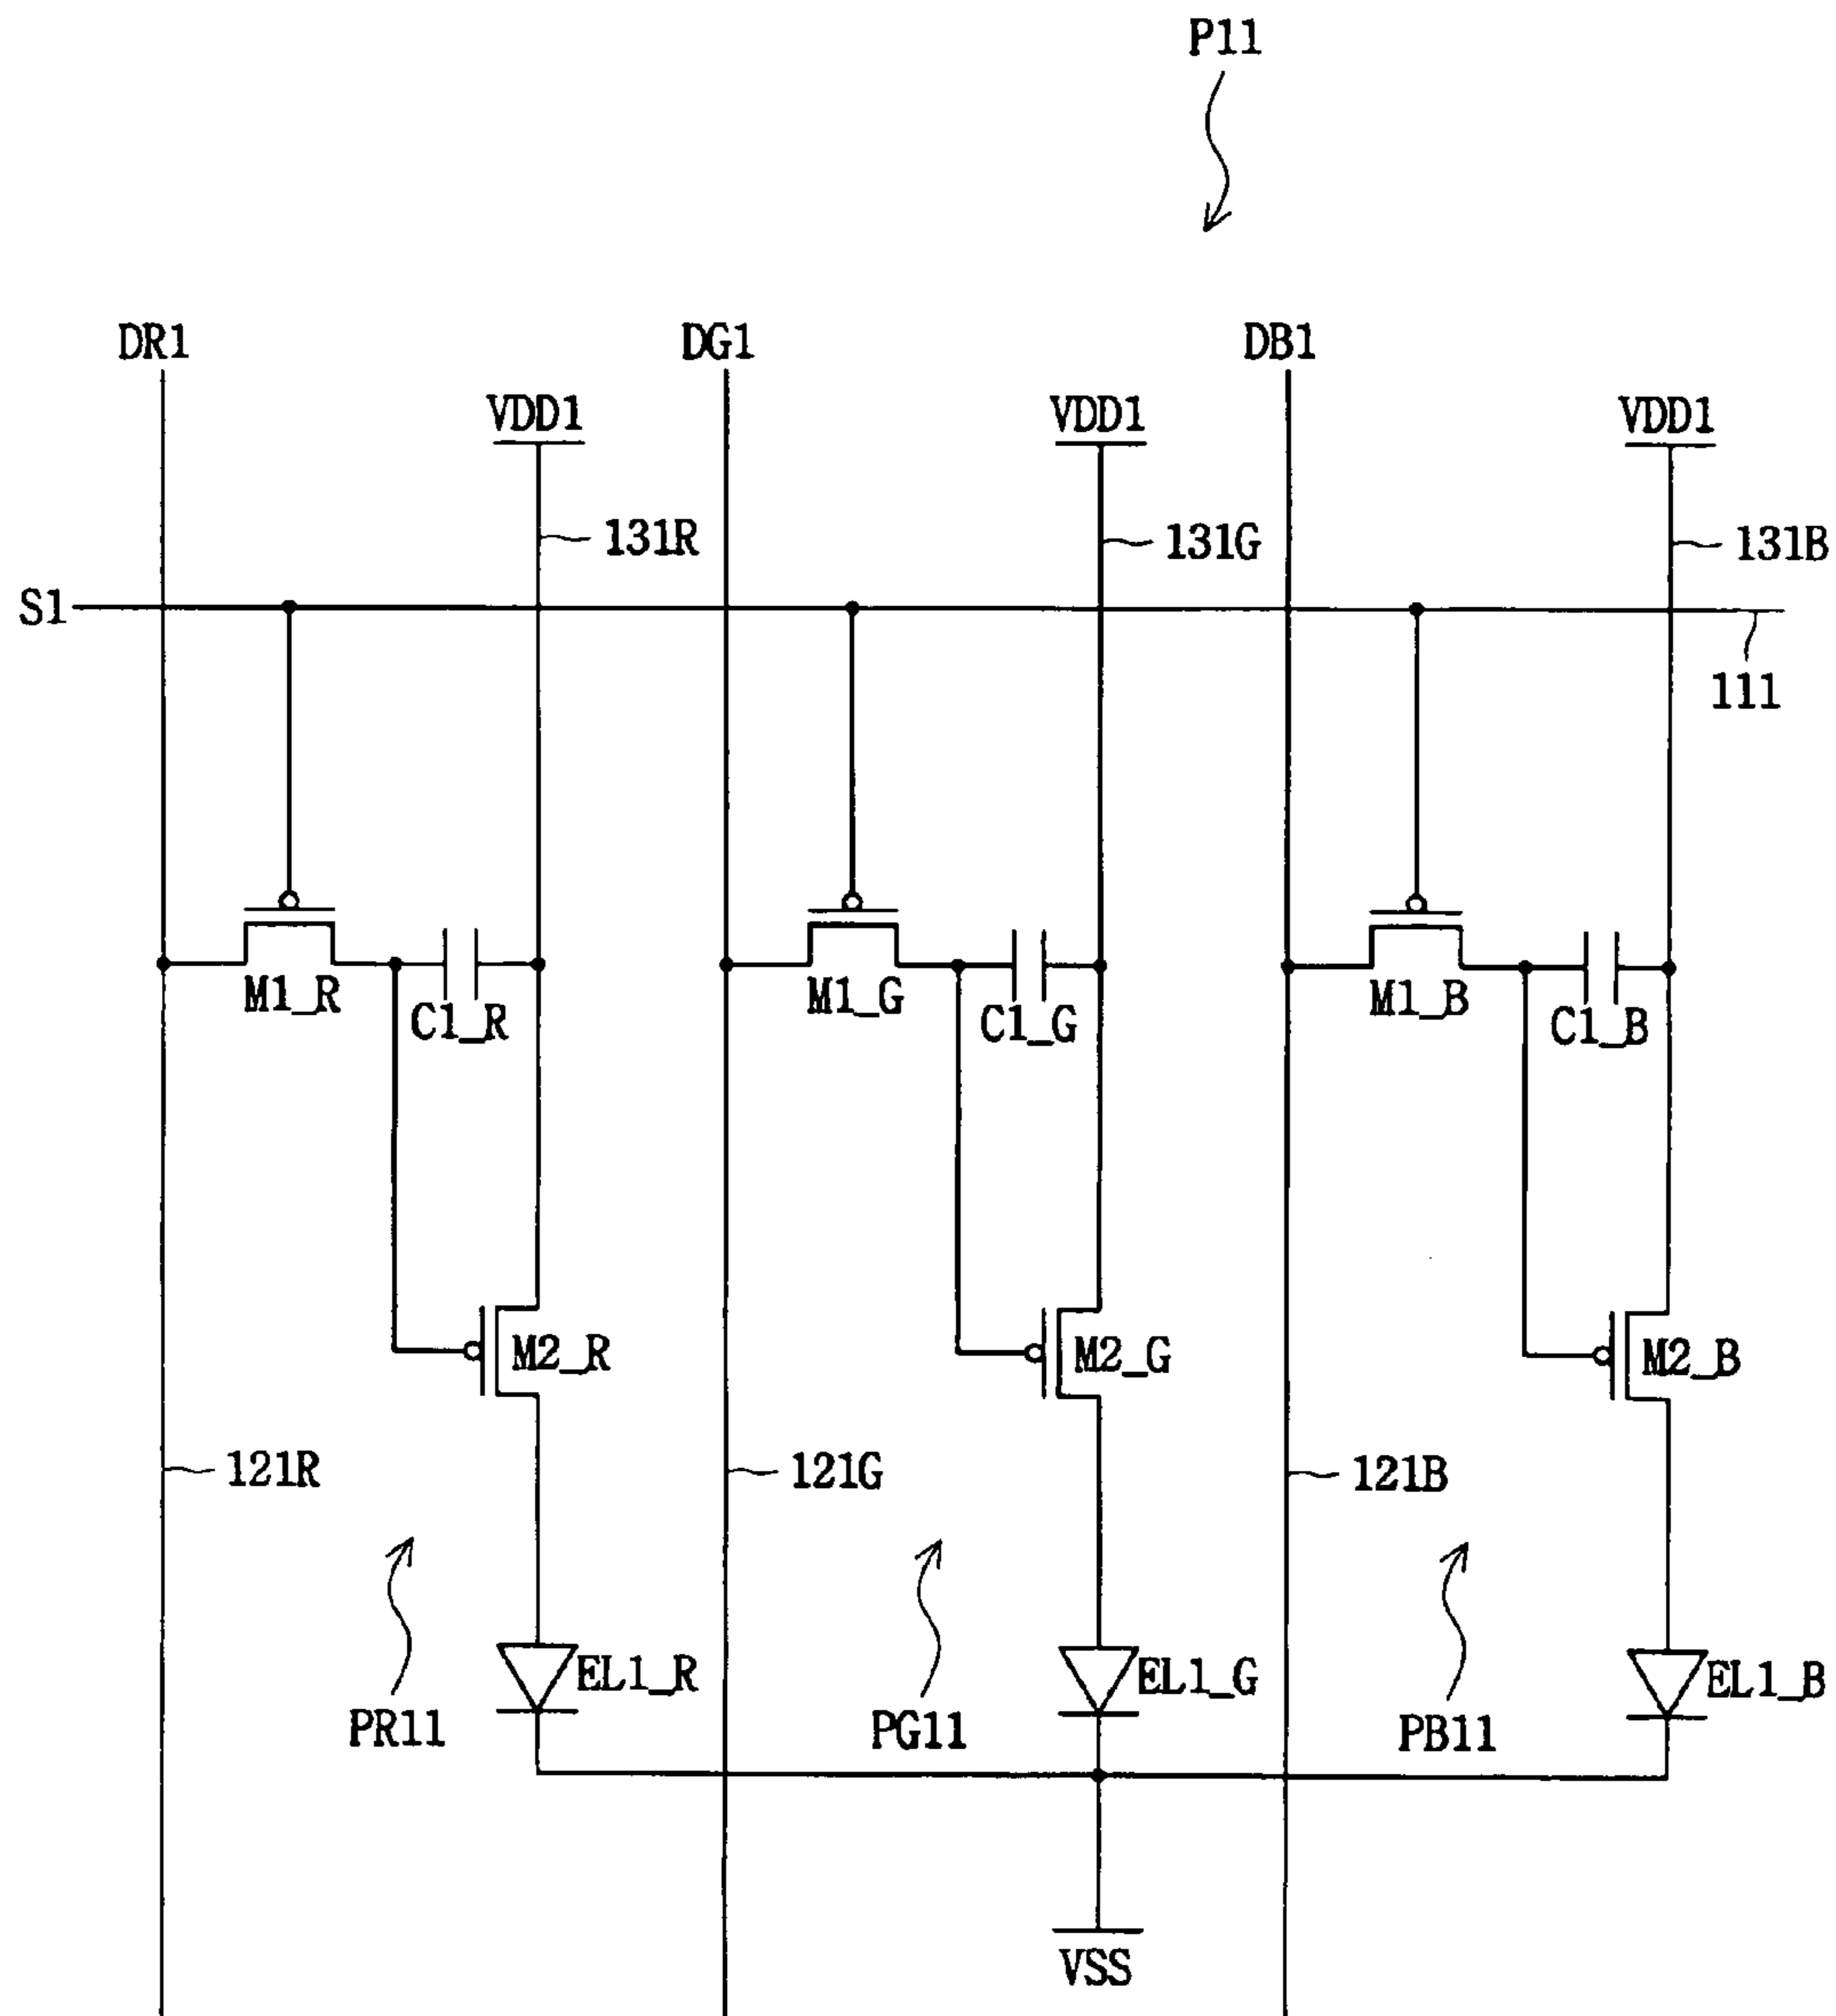 P11
DR1
DG1
DB1
VDD1
VDD1
VDD1
131R
131G
131B
S1
111
M1_R
C1_R
M1_G
C1_G
M1_B
C1_B
M2_R
M2_G
M2_B
121R
121G
121B
EL1_R
EL1_G
EL1_B
PR11
PG11
PB11
VSS